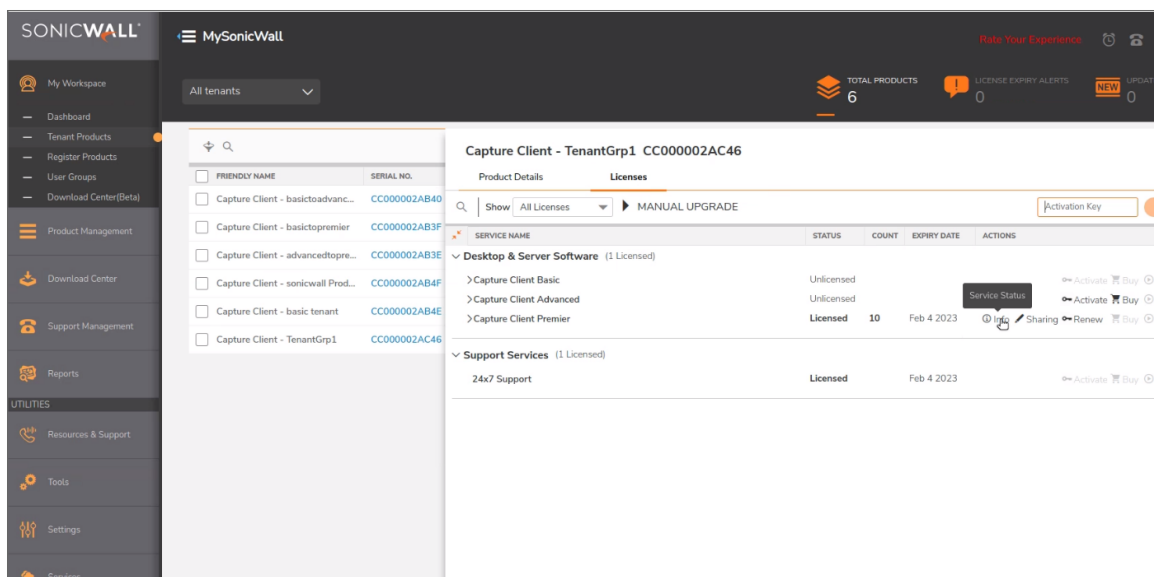 SONICWALL
MySonicWall
Rate Your Experience
My Workspace
Dashboard
Tenant Products
Register Products
User Groups
Download Center(Beta)
Product Management
Download Center
Support Management
Reports
UTILITIES
Resources & Support
Tools
Settings
Services
All tenants
TOTAL PRODUCTS
6
LICENSE EXPIRY ALERTS
0
NEW
0
FRIENDLY NAME SERIAL NO.
Capture Client - basictoadvanc... CC000002AB40
Capture Client - basictopremier CC000002AB3F
Capture Client - advancedtopre... CC000002AB3E
Capture Client - sonicwall Prod... CC000002AB4F
Capture Client - basic tenant CC000002AB4E
Capture Client - TenantGrp1 CC000002AC46
Capture Client - TenantGrp1 CC000002AC46
Product Details Licenses
Show All Licenses MANUAL UPGRADE Activation Key
SERVICE NAME STATUS COUNT EXPIRY DATE ACTIONS
Desktop & Server Software (1 Licensed)
Capture Client Basic Unlicensed Activate Buy
Service Status
Capture Client Advanced Unlicensed Activate Buy
Capture Client Premier Licensed 10 Feb 4 2023 Info Sharing Renew Buy
Support Services (1 Licensed)
24x7 Support Licensed Feb 4 2023 Activate Buy